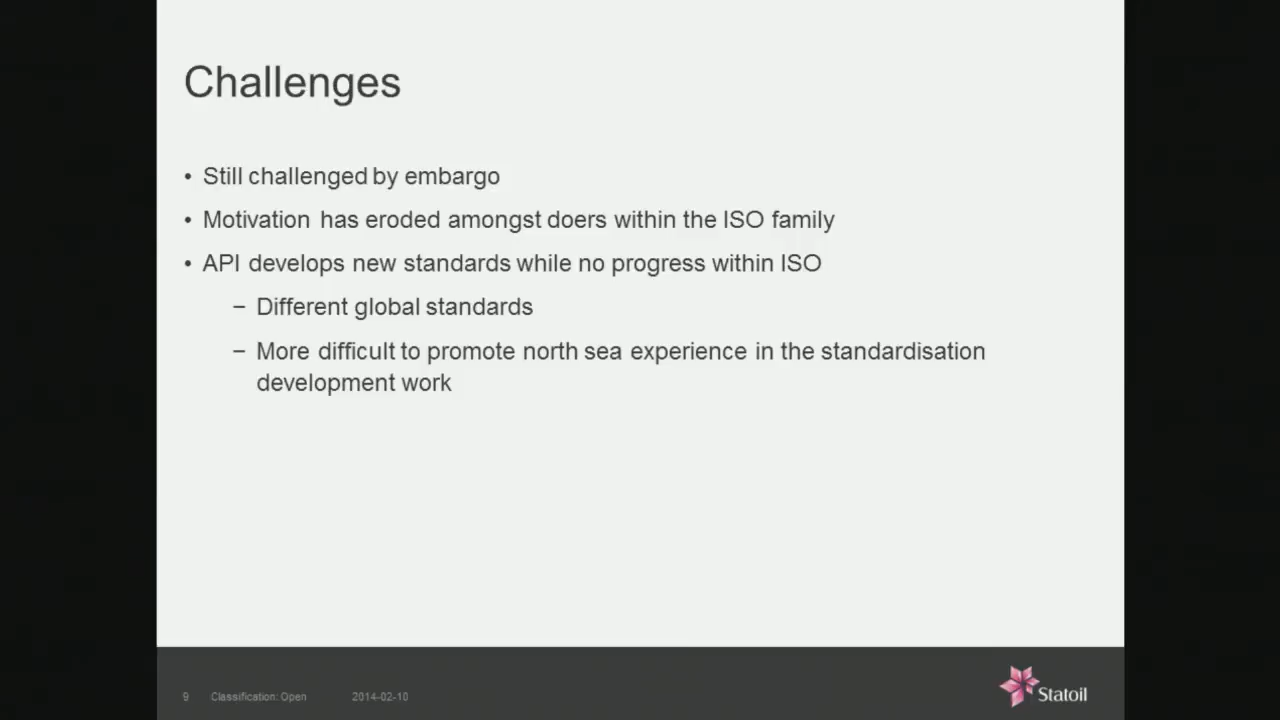 Challenges
• Still challenged by embargo
• Motivation has eroded amongst doers within the ISO family
• API develops new standards while no progress within ISO
– Different global standards
– More difficult to promote north sea experience in the standardisation
development work
9 Classification: Open 2014-02-10
Statoil